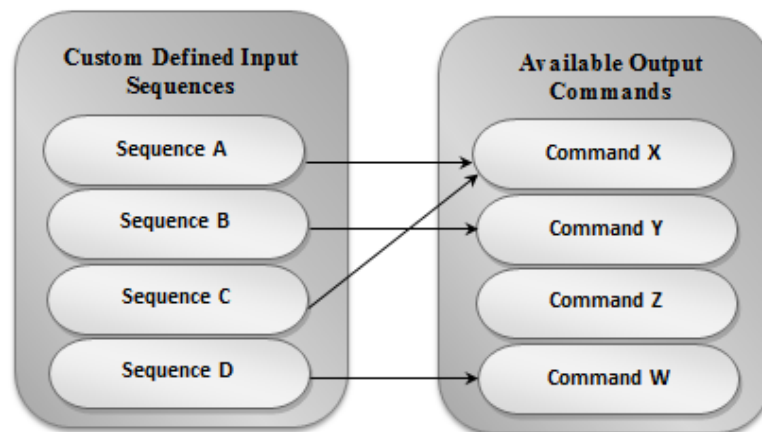 Custom Defined Input
Sequences
Sequence A
Sequence B
Sequence C
Sequence D
Available Output
Commands
Command X
Command Y
Command Z
Command W